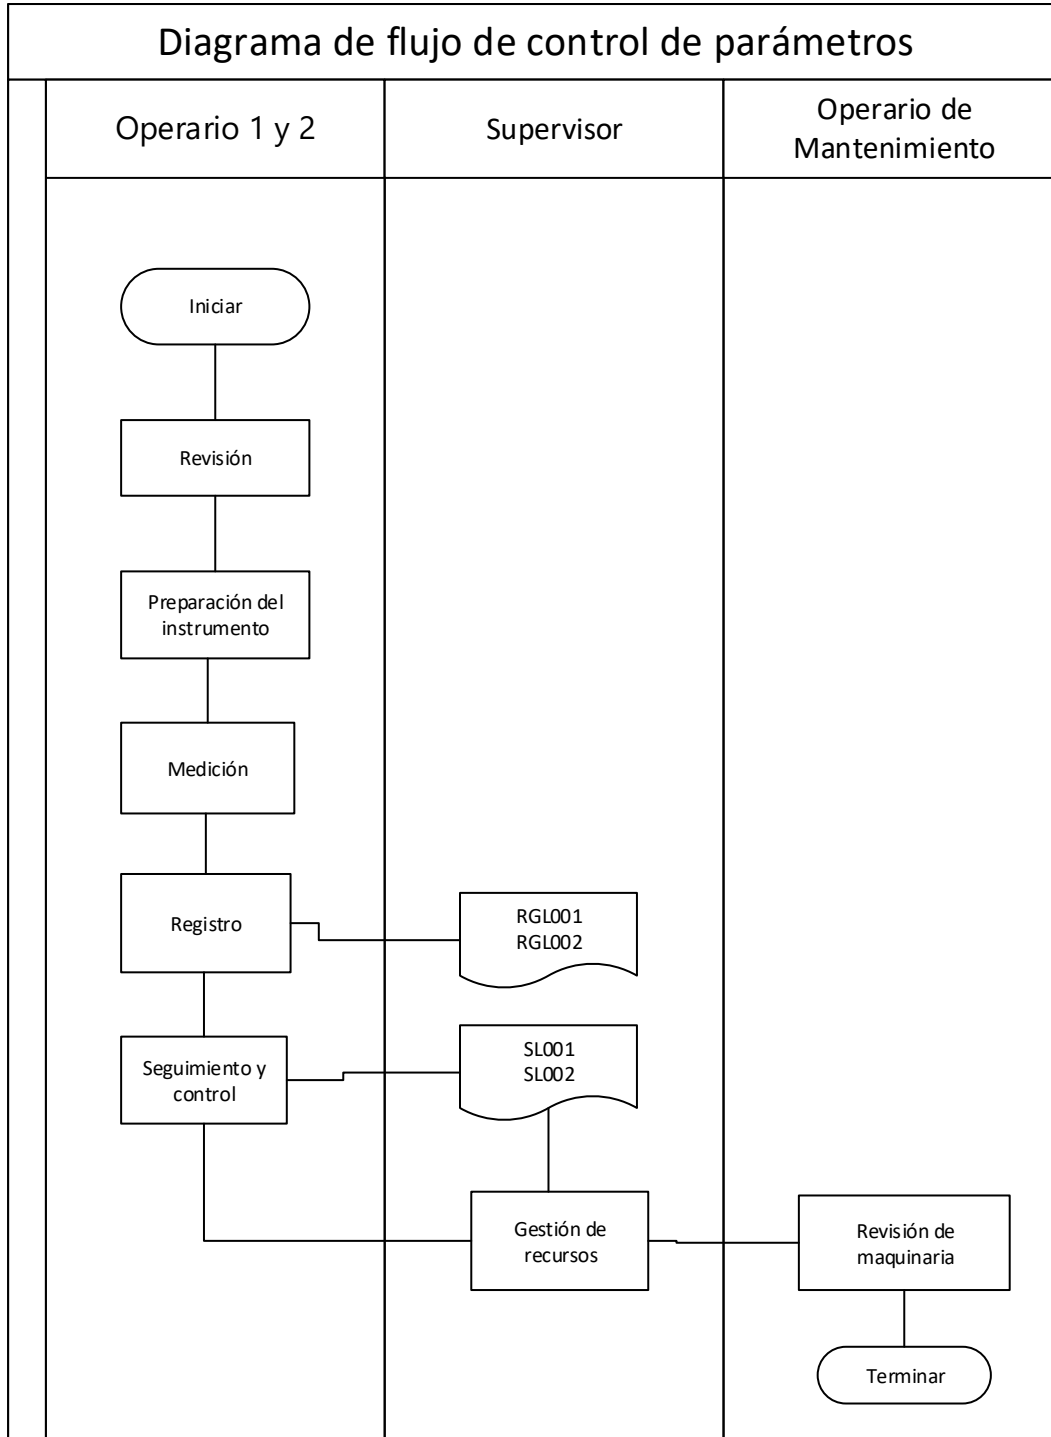 Diagrama de flujo de control de parámetros
Operario 1 y 2
Supervisor
Operario de
Mantenimiento
Iniciar
Revisión
Preparación del
instrumento
Medición
Registro
RGL001
RGL002
Seguimiento y
control
SL001
SL002
Gestión de
recursos
Revisión de
maquinaria
Terminar